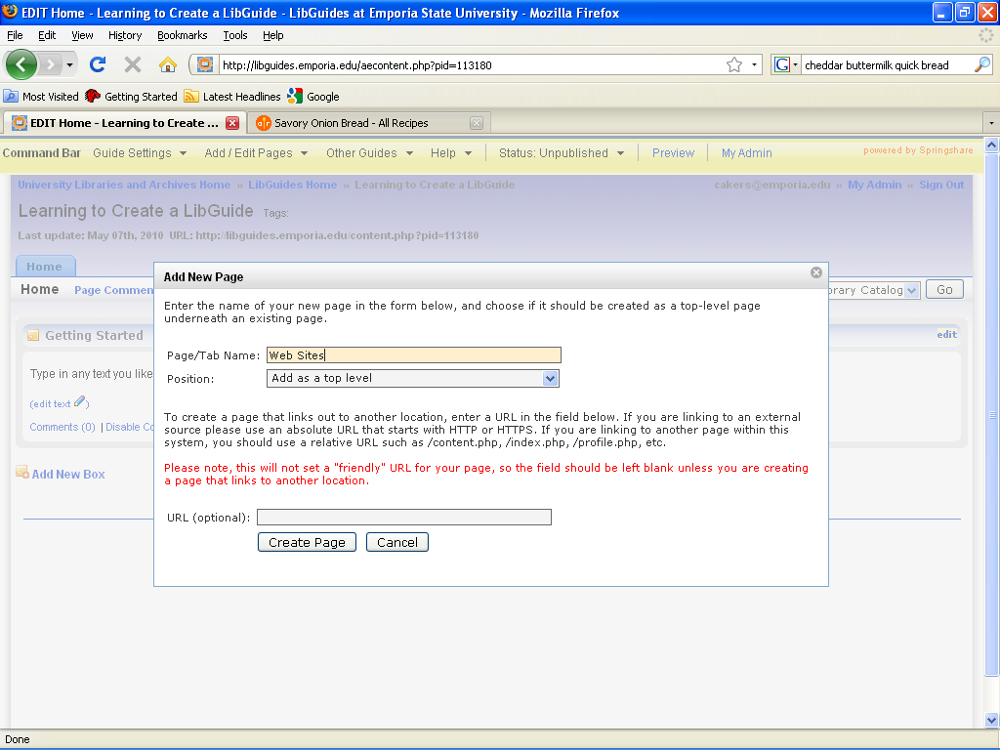 EDIT Home - Learning to Create a LibGuide - LibGuides at Emporia State University - Mozilla Firefox
File Edit View History Bookmarks Tools Help
http://libguides.emporia.edu/aecontent.php?pid=113180 G cheddar buttermilk quick bread
Most Visited Getting Started Latest Headlines Google
EDIT Home - Learning to Create ... Savory Onion Bread - All Recipes
Command Bar Guide Settings Add / Edit Pages Other Guides Help Status: Unpublished Preview My Admin powered by Springshare
University Libraries and Archives Home » LibGuides Home » Learning to Create a LibGuide cakers@emporia.edu » My Admin » Sign Out
Learning to Create a LibGuide Tags:
Last update: May 07th, 2010 URL: http://libguides.emporia.edu/content.php?pid=113180
Home
Home Page Commen rary Catalog Go
Getting Started edit
Type in any text you like
(edit text)
Comments (0) | Disable Co
Add New Box
Add New Page
Enter the name of your new page in the form below, and choose if it should be created as a top-level page
underneath an existing page.
Page/Tab Name: Web Sites
Position: Add as a top level
To create a page that links out to another location, enter a URL in the field below. If you are linking to an external
source please use an absolute URL that starts with HTTP or HTTPS. If you are linking to another page within this
system, you should use a relative URL such as /content.php, /index.php, /profile.php, etc.
Please note, this will not set a "friendly" URL for your page, so the field should be left blank unless you are creating
a page that links to another location.
URL (optional):
Create Page Cancel
Done